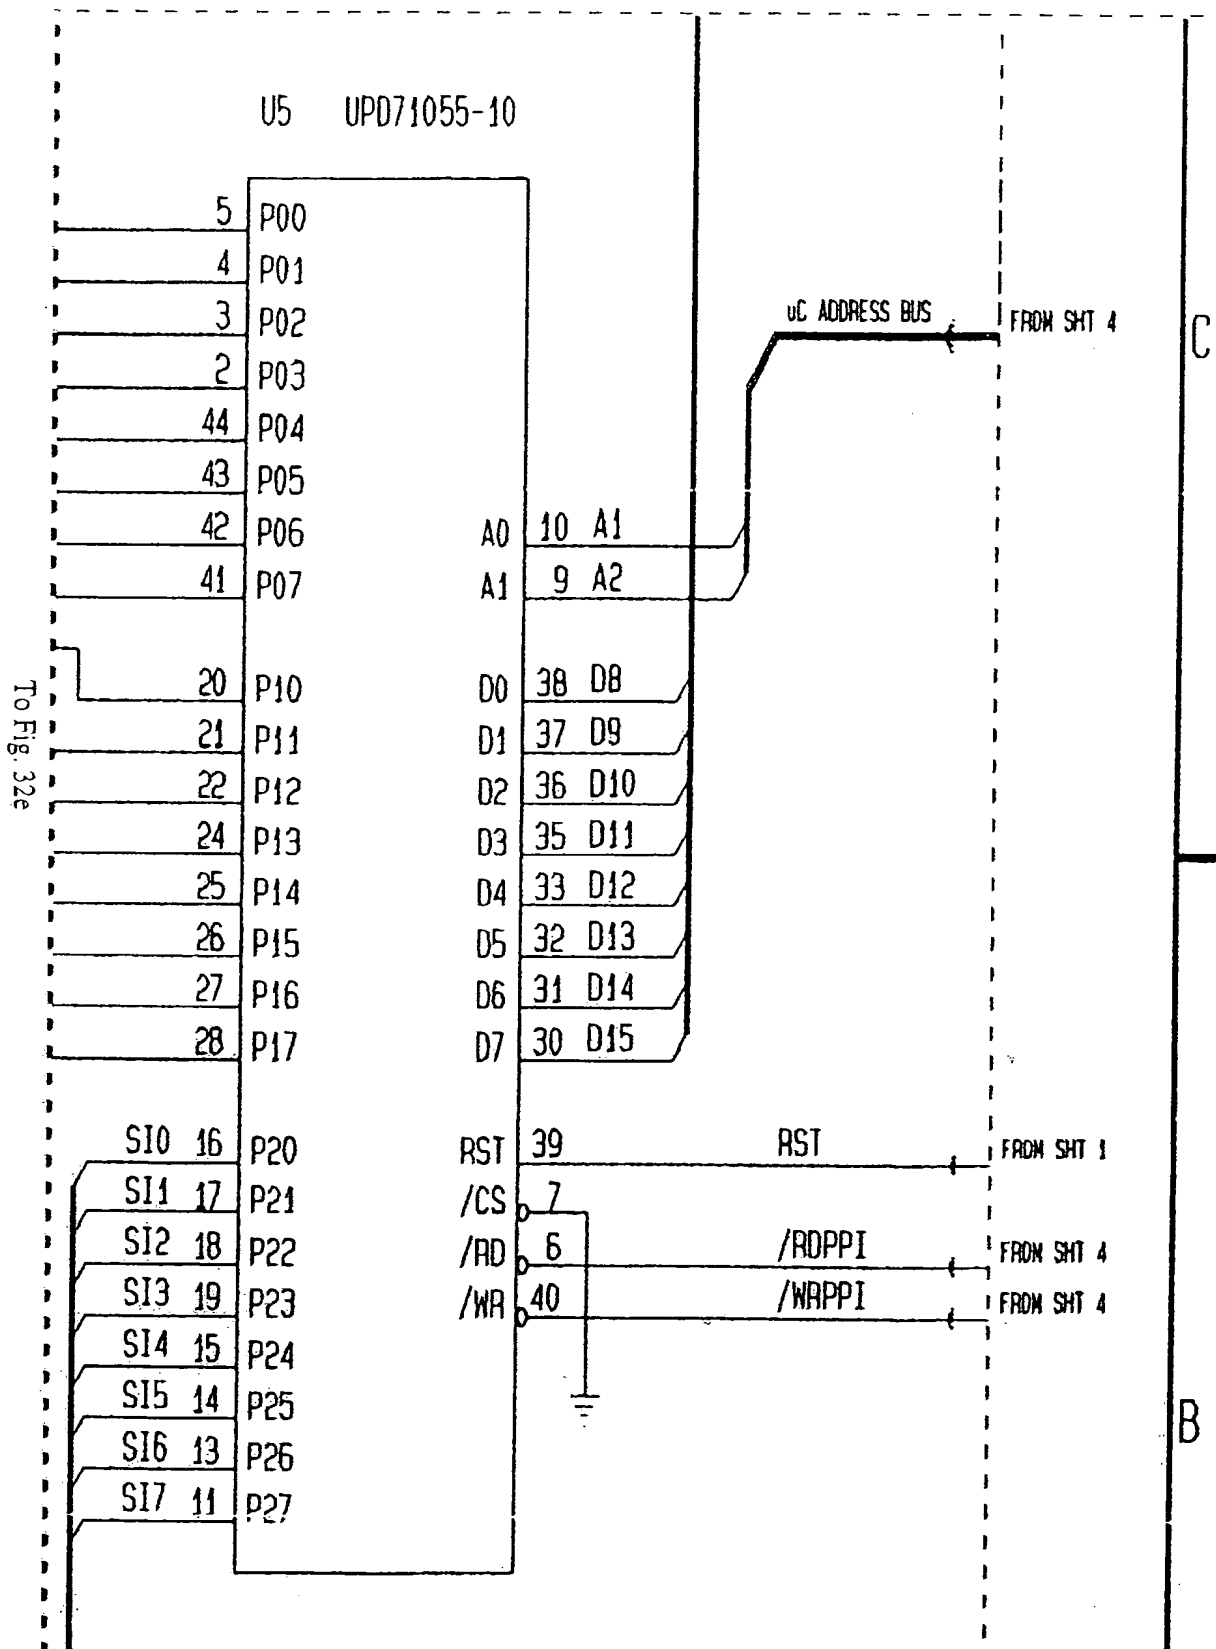 U5 UPD71055-10
5 P00
4 P01
3 P02
2 P03
44 P04
43 P05
42 P06
41 P07
20 P10
21 P11
22 P12
24 P13
25 P14
26 P15
27 P16
28 P17
SI0 16 P20
SI1 17 P21
SI2 18 P22
SI3 19 P23
SI4 15 P24
SI5 14 P25
SI6 13 P26
SI7 11 P27
A0 10 A1
A1 9 A2
D0 38 D8
D1 37 D9
D2 36 D10
D3 35 D11
D4 33 D12
D5 32 D13
D6 31 D14
D7 30 D15
RST 39 RST FROM SHT 1
/CS 7
/RD 6 /RDPPI FROM SHT 4
/WR 40 /WRPPI FROM SHT 4
uC ADDRESS BUS FROM SHT 4
C
B
To Fig. 32e